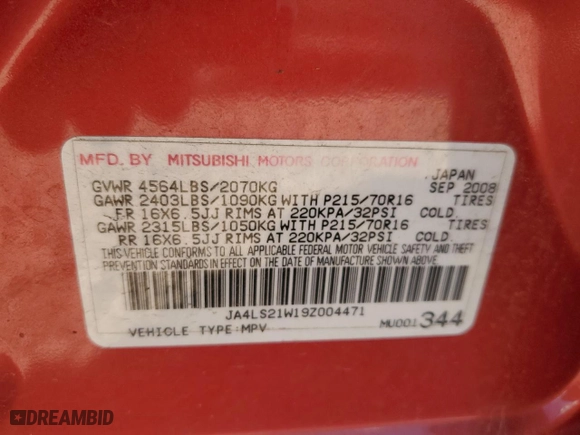 MFD. BY MITSUBISHI MOTORS CORPORATION
JAPAN
GVWR 4564LBS/2070KG SEP 2008
GAWR 2403LBS/1090KG WITH P215/70R16 TIRES
FR 16X6.5JJ RIMS AT 220KPA/32PSI COLD.
GAWR 2315LBS/1050KG WITH P215/70R16 TIRES
RR 16X6.5JJ RIMS AT 220KPA/32PSI COLD.
THIS VEHICLE CONFORMS TO ALL APPLICABLE FEDERAL MOTOR VEHICLE SAFETY AND THEFT
PREVENTION STANDARDS IN EFFECT ON THE DATE OF MANUFACTURE SHOWN ABOVE.
JA4LS21W19Z004471
VEHICLE TYPE:MPV MU001344
DREAMBID